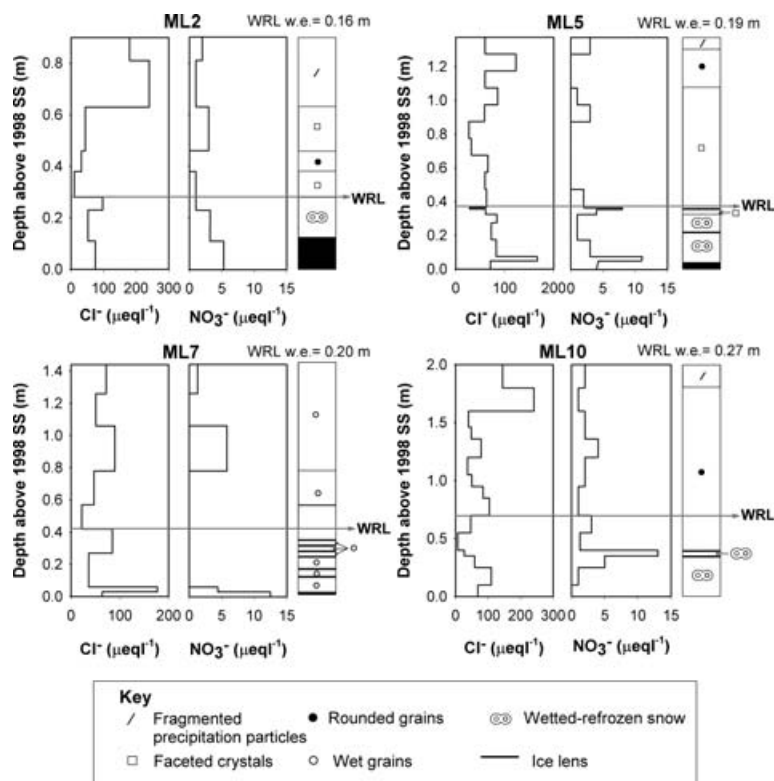 ML2 WRL w.e.= 0.16 m
Depth above 1998 SS (m)
0.8
0.6
0.4
0.2
0.0
WRL
0 100 200 300 0 5 10 15
Cl⁻ (μeql⁻¹) NO₃⁻ (μeql⁻¹)
ML5 WRL w.e.= 0.19 m
Depth above 1998 SS (m)
1.2
1.0
0.8
0.6
0.4
0.2
0.0
WRL
0 100 200 0 5 10 15
Cl⁻ (μeql⁻¹) NO₃⁻ (μeql⁻¹)
ML7 WRL w.e.= 0.20 m
Depth above 1998 SS (m)
1.4
1.2
1.0
0.8
0.6
0.4
0.2
0.0
WRL
0 100 200 0 5 10 15
Cl⁻ (μeql⁻¹) NO₃⁻ (μeql⁻¹)
ML10 WRL w.e.= 0.27 m
Depth above 1998 SS (m)
2.0
1.5
1.0
0.5
0.0
WRL
0 100 200 300 0 5 10 15
Cl⁻ (μeql⁻¹) NO₃⁻ (μeql⁻¹)
Key
Fragmented
precipitation particles
Rounded grains
Wetted-refrozen snow
Faceted crystals
Wet grains
Ice lens